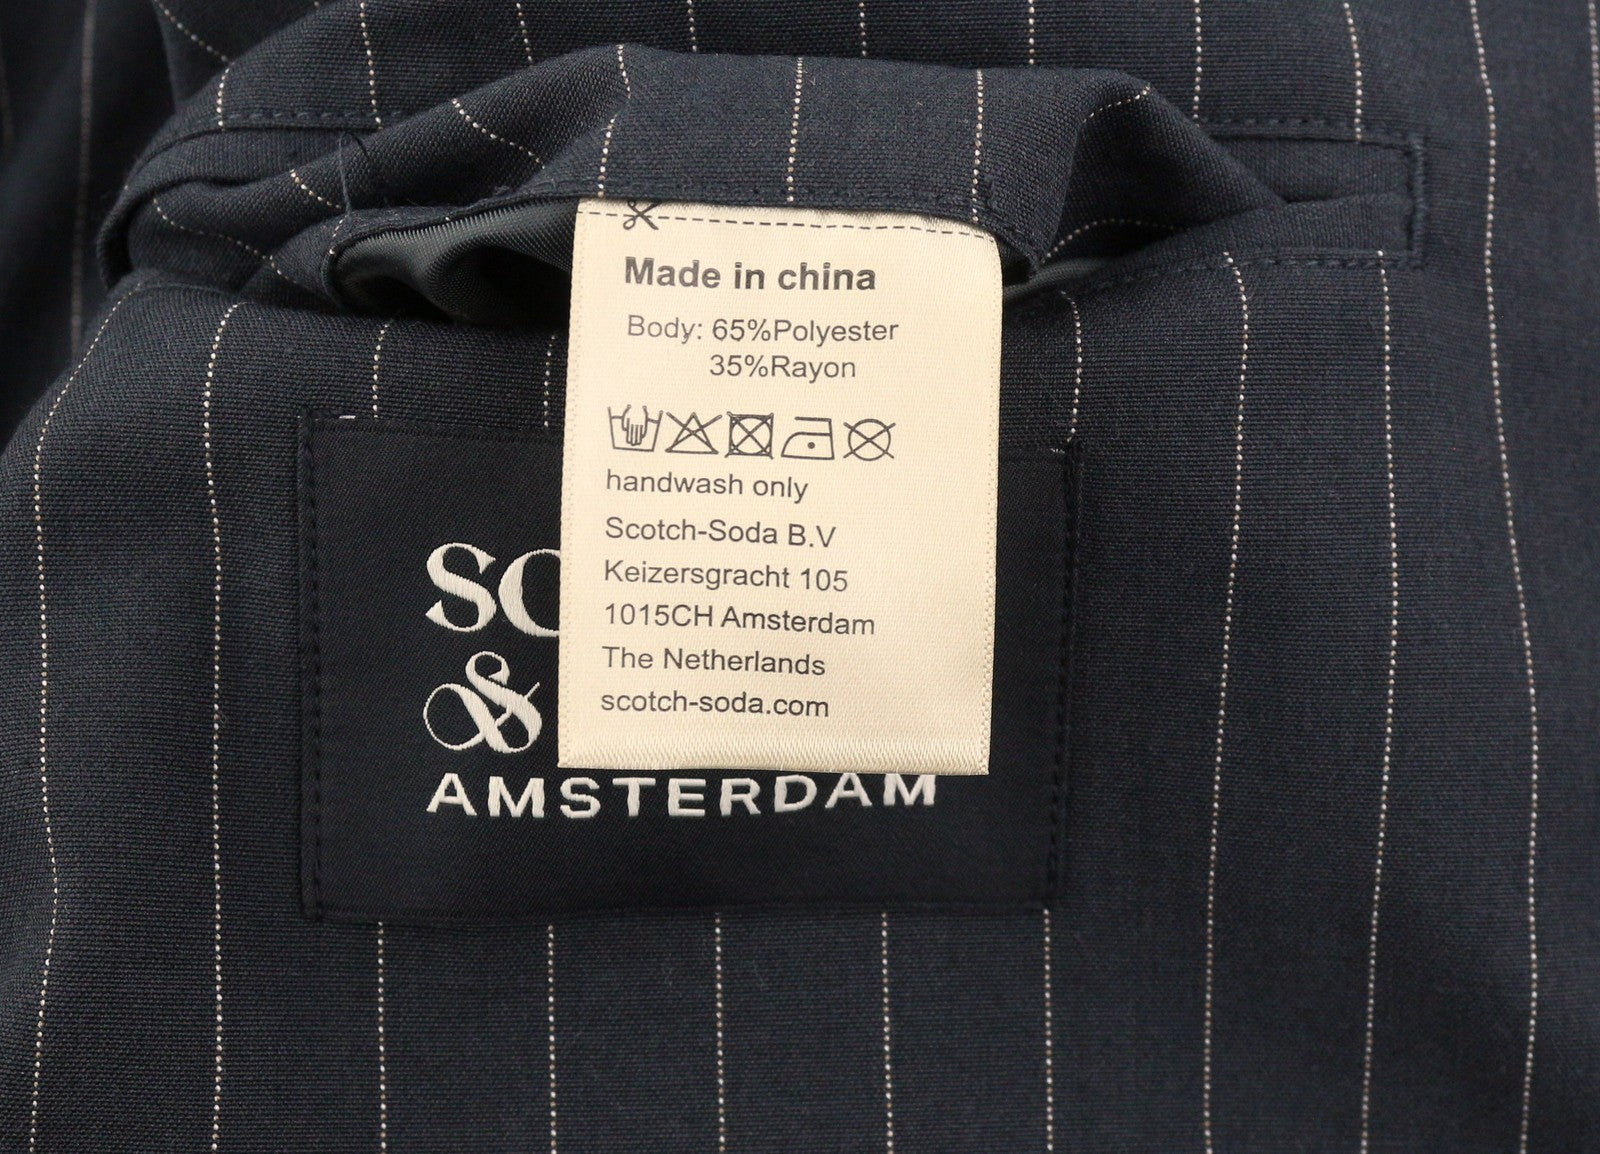 Made in china
Body: 65%Polyester
35%Rayon
handwash only
Scotch-Soda B.V
Keizersgracht 105
1015CH Amsterdam
The Netherlands
scotch-soda.com
&
AMSTERDAM